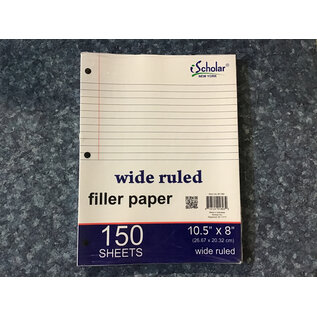 iScholar
NEW YORK
wide ruled
filler paper
150
SHEETS
10.5" x 8"
(26.67 x 20.32 cm)
wide ruled